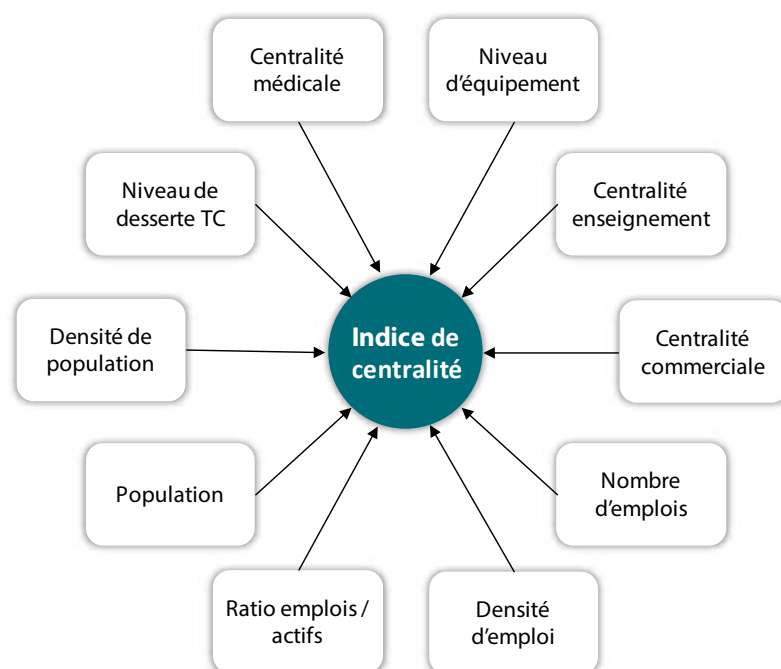 Centralité
médicale
Niveau
d’équipement
Niveau de
desserte TC
Centralité
enseignement
Densité de
population
Indice de
centralité
Centralité
commerciale
Population
Nombre
d’emplois
Ratio emplois /
actifs
Densité
d’emploi